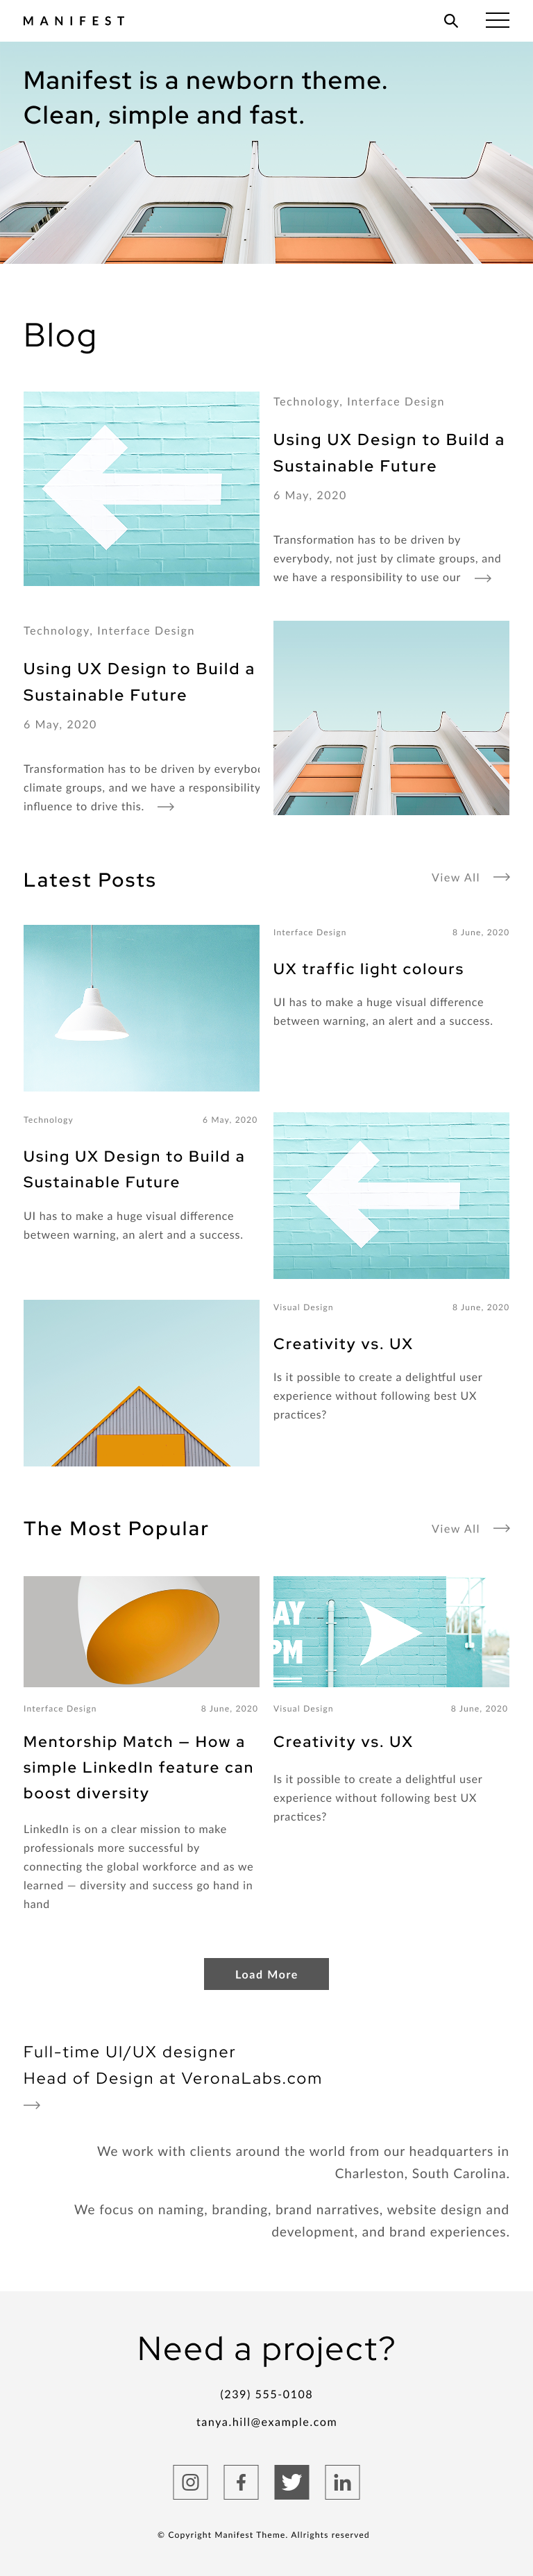 MANIFEST
Manifest is a newborn theme.
Clean, simple and fast.
Blog
Technology, Interface Design
Using UX Design to Build a
Sustainable Future
6 May, 2020
Transformation has to be driven by
everybody, not just by climate groups, and
we have a responsibility to use our
Technology, Interface Design
Using UX Design to Build a
Sustainable Future
6 May, 2020
Transformation has to be driven by everyboc
climate groups, and we have a responsibility
influence to drive this.
Latest Posts
View All
Interface Design
8 June, 2020
UX traffic light colours
UI has to make a huge visual difference
between warning, an alert and a success.
Technology
6 May, 2020
Using UX Design to Build a
Sustainable Future
UI has to make a huge visual difference
between warning, an alert and a success.
Visual Design
8 June, 2020
Creativity vs. UX
Is it possible to create a delightful user
experience without following best UX
practices?
The Most Popular
View All
AY
PM
Interface Design
8 June, 2020
Mentorship Match — How a
simple LinkedIn feature can
boost diversity
LinkedIn is on a clear mission to make
professionals more successful by
connecting the global workforce and as we
learned — diversity and success go hand in
hand
Visual Design
8 June, 2020
Creativity vs. UX
Is it possible to create a delightful user
experience without following best UX
practices?
Load More
Full-time UI/UX designer
Head of Design at VeronaLabs.com
We work with clients around the world from our headquarters in
Charleston, South Carolina.
We focus on naming, branding, brand narratives, website design and
development, and brand experiences.
Need a project?
(239) 555-0108
tanya.hill@example.com
© Copyright Manifest Theme. Allrights reserved